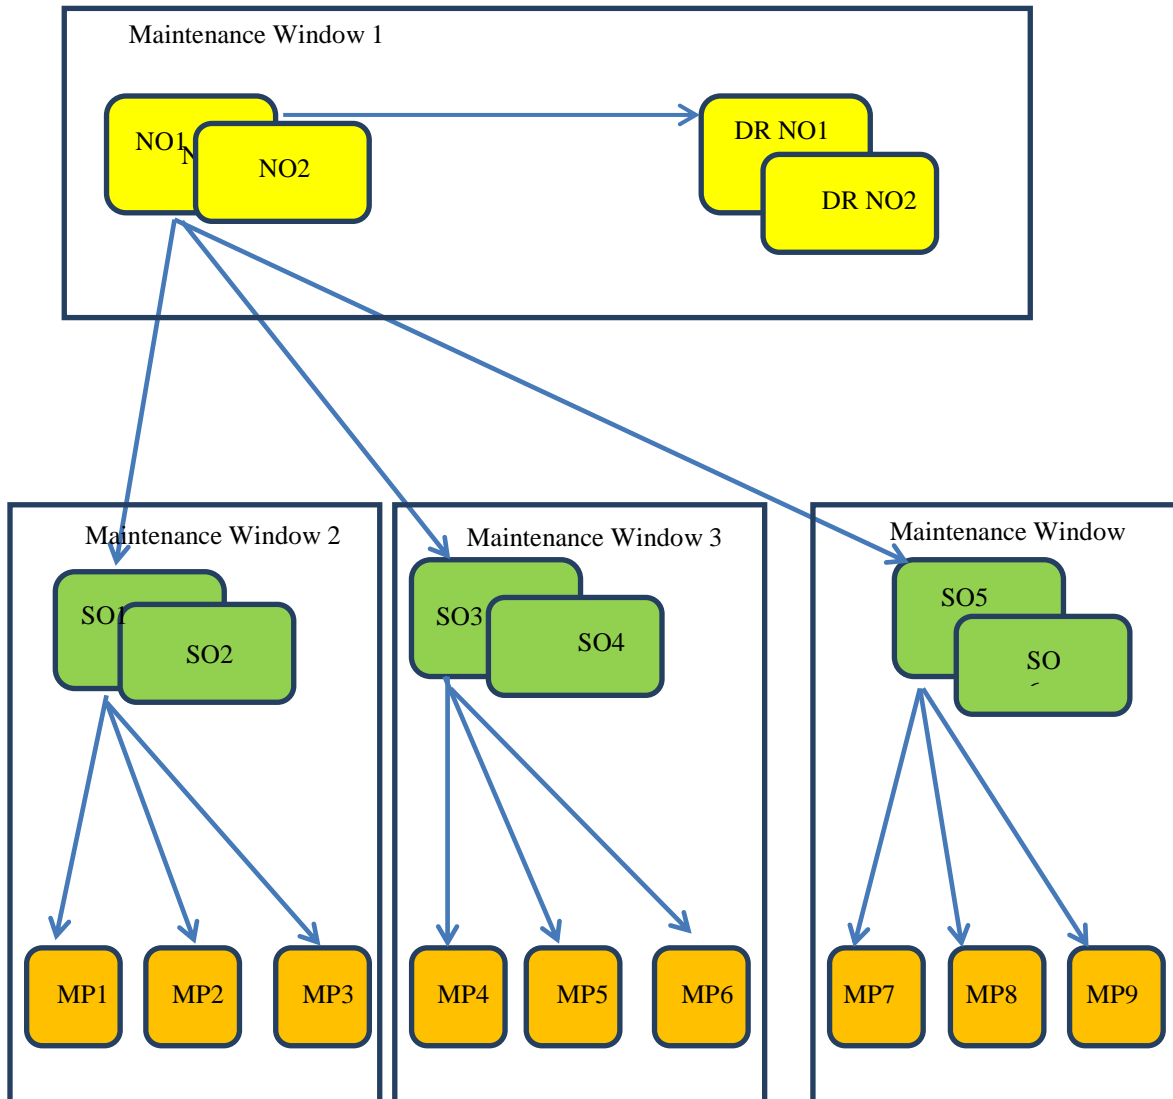 Maintenance Window 1
NO1
N
NO2
DR NO1
DR NO2
Maintenance Window 2
Maintenance Window 3
Maintenance Window
SO1
SO2
SO3
SO4
SO5
SO
MP1
MP2
MP3
MP4
MP5
MP6
MP7
MP8
MP9